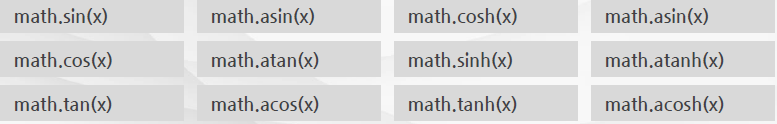 math.sin(x) math.asin(x) math.cosh(x) math.asin(x)
math.cos(x) math.atan(x) math.sinh(x) math.atanh(x)
math.tan(x) math.acos(x) math.tanh(x) math.acosh(x)